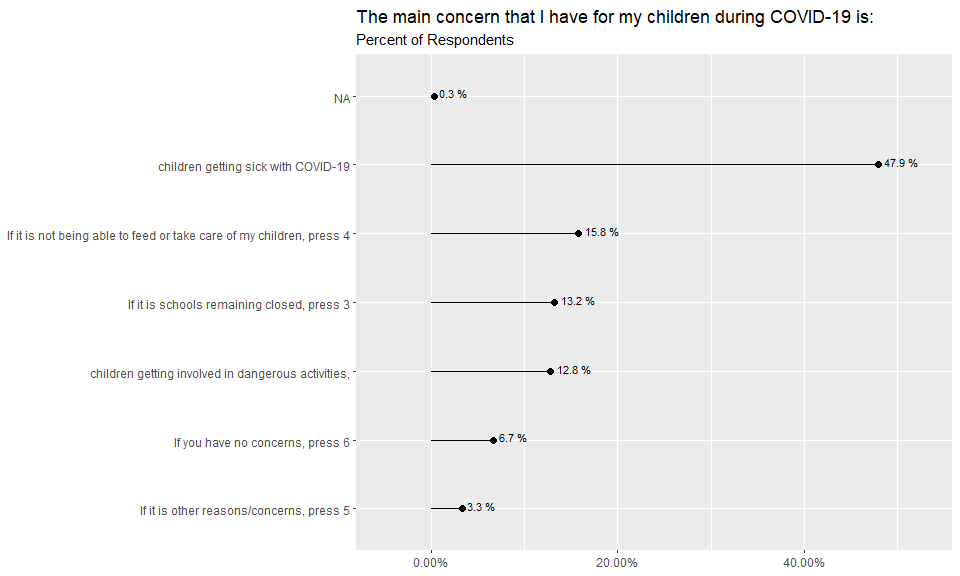 The main concern that I have for my children during COVID-19 is:
Percent of Respondents
NA
0.3 %
children getting sick with COVID-19
47.9 %
If it is not being able to feed or take care of my children, press 4
15.8 %
If it is schools remaining closed, press 3
13.2 %
children getting involved in dangerous activities,
12.8 %
If you have no concerns, press 6
6.7 %
If it is other reasons/concerns, press 5
3.3 %
0.00%
20.00%
40.00%